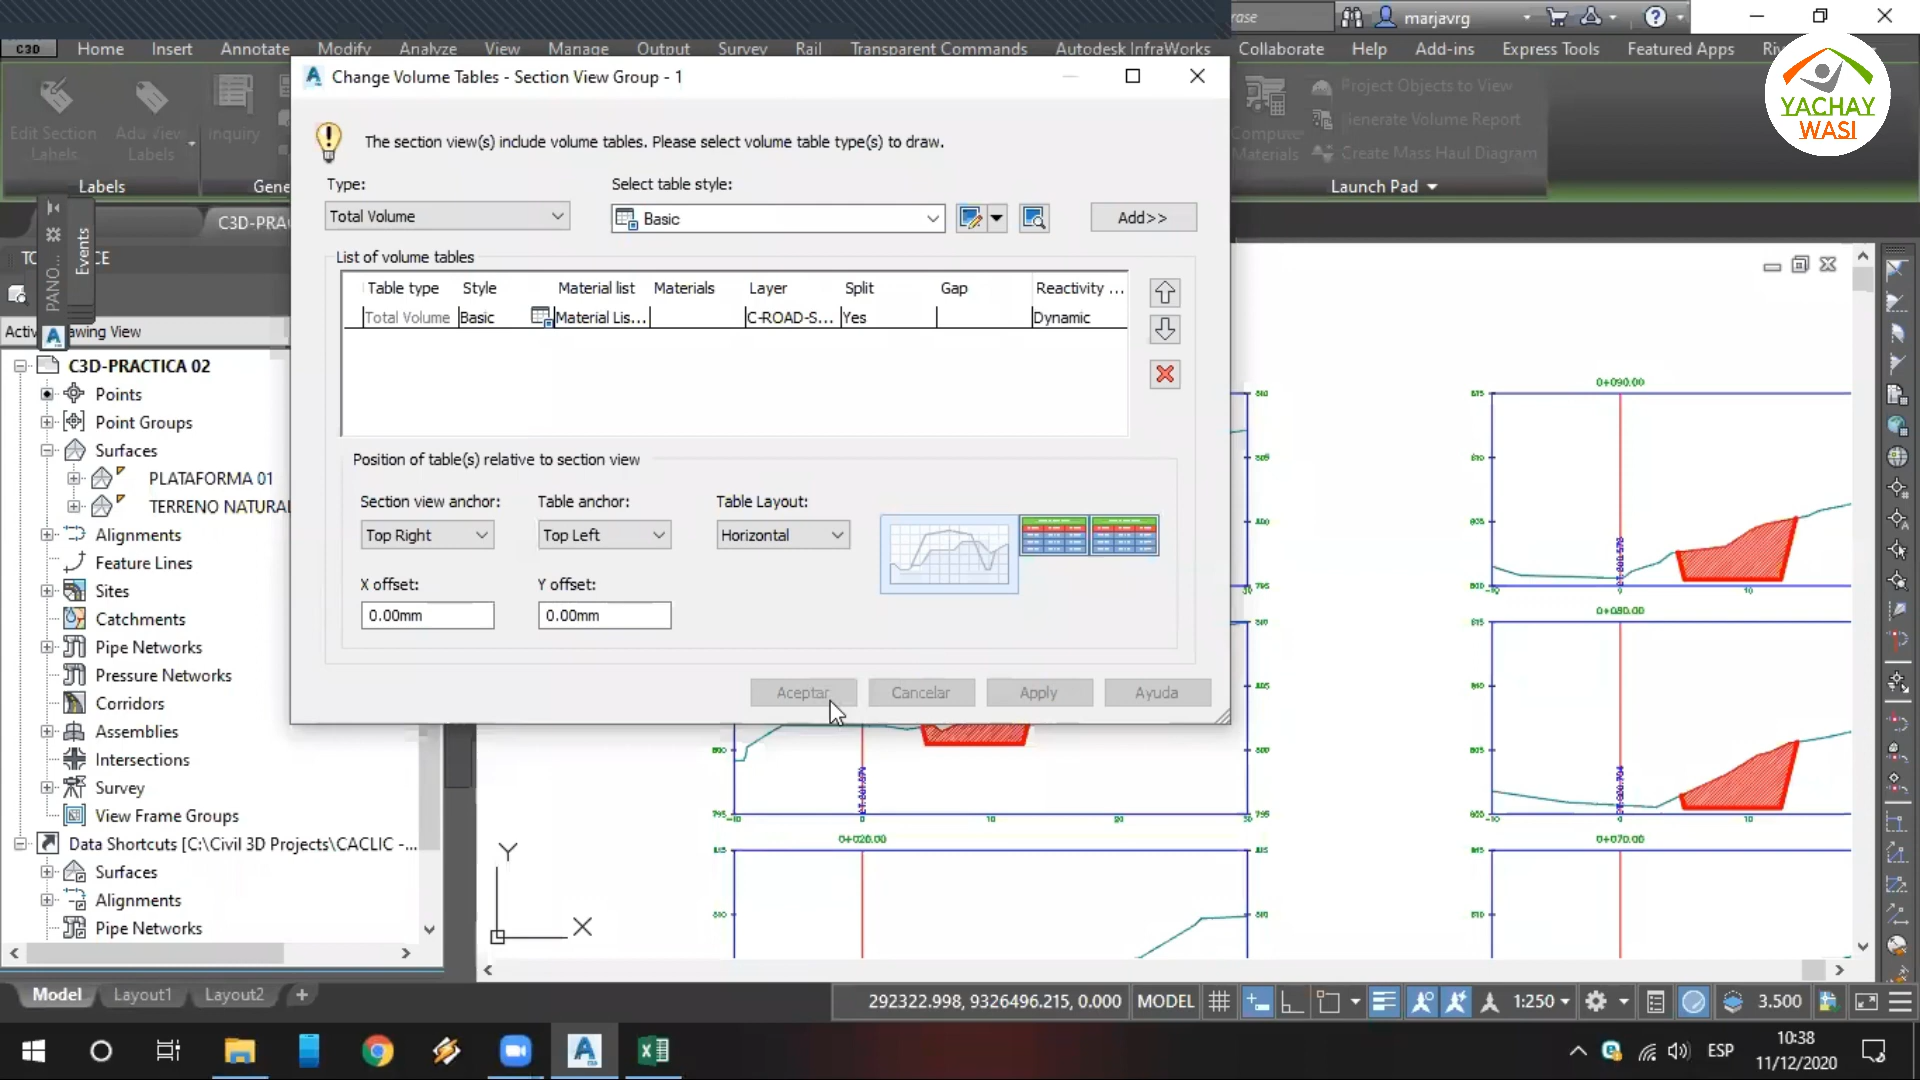 rase
marjavrg
C3D
Home Insert Annotate Modify Analyze View Manage Output Survey Rail Transparent Commands Autodesk InfraWorks Collaborate Help Add-ins Express Tools Featured Apps
YACHAY
WASI
Edit Section
Labels
Add View
Labels
Inquiry
Labels
Gene
Compute
Materials
Project Objects to View
Generate Volume Report
Create Mass Haul Diagram
Launch Pad
C3D-PRA
Change Volume Tables - Section View Group - 1
The section view(s) include volume tables. Please select volume table type(s) to draw.
Type:
Total Volume
Select table style:
Basic
Add>>
List of volume tables
Table type Style Material list Materials Layer Split Gap Reactivity ...
Total Volume Basic Material Lis... C-ROAD-S... Yes Dynamic
Position of table(s) relative to section view
Section view anchor: Table anchor: Table Layout:
Top Right Top Left Horizontal
X offset: Y offset:
0.00mm 0.00mm
Aceptar Cancelar Apply Ayuda
Events
PANO...
CE
Active Drawing View
C3D-PRACTICA 02
Points
Point Groups
Surfaces
PLATAFORMA 01
TERRENO NATURAL
Alignments
Feature Lines
Sites
Catchments
Pipe Networks
Pressure Networks
Corridors
Assemblies
Intersections
Survey
View Frame Groups
Data Shortcuts [C:\Civil 3D Projects\CACLIC -...
Surfaces
Alignments
Pipe Networks
0+090.00
0+080.00
0+070.00
0+020.00
Y
X
Model Layout1 Layout2 +
292322.998, 9326496.215, 0.000 MODEL 1:250 3.500
ESP
10:38
11/12/2020